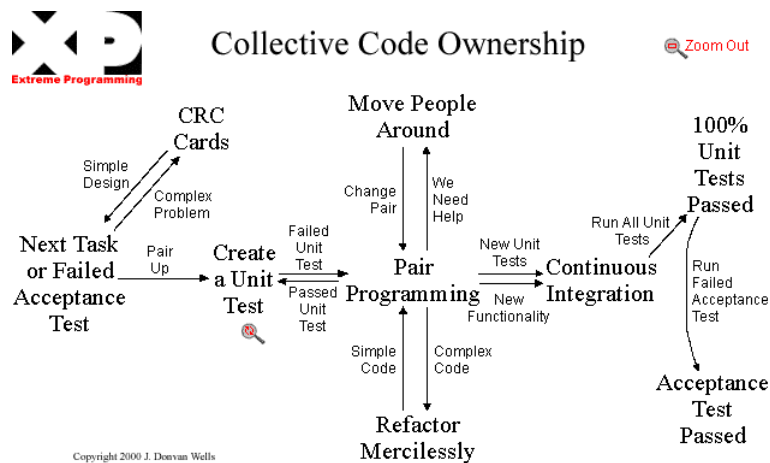 XP
Extreme Programming
Collective Code Ownership
Zoom Out
CRC
Cards
Move People
Around
100%
Unit
Tests
Passed
Simple
Design
Complex
Problem
Change
Pair
We
Need
Help
Run All Unit
Tests
Next Task
or Failed
Acceptance
Test
Pair
Up
Create
a Unit
Test
Failed
Unit
Test
Passed
Unit
Test
Pair
Programming
New Unit
Tests
New
Functionality
Continuous
Integration
Run
Failed
Acceptance
Test
Simple
Code
Complex
Code
Refactor
Mercilessly
Acceptance
Test
Passed
Copyright 2000 J. Donvan Wells